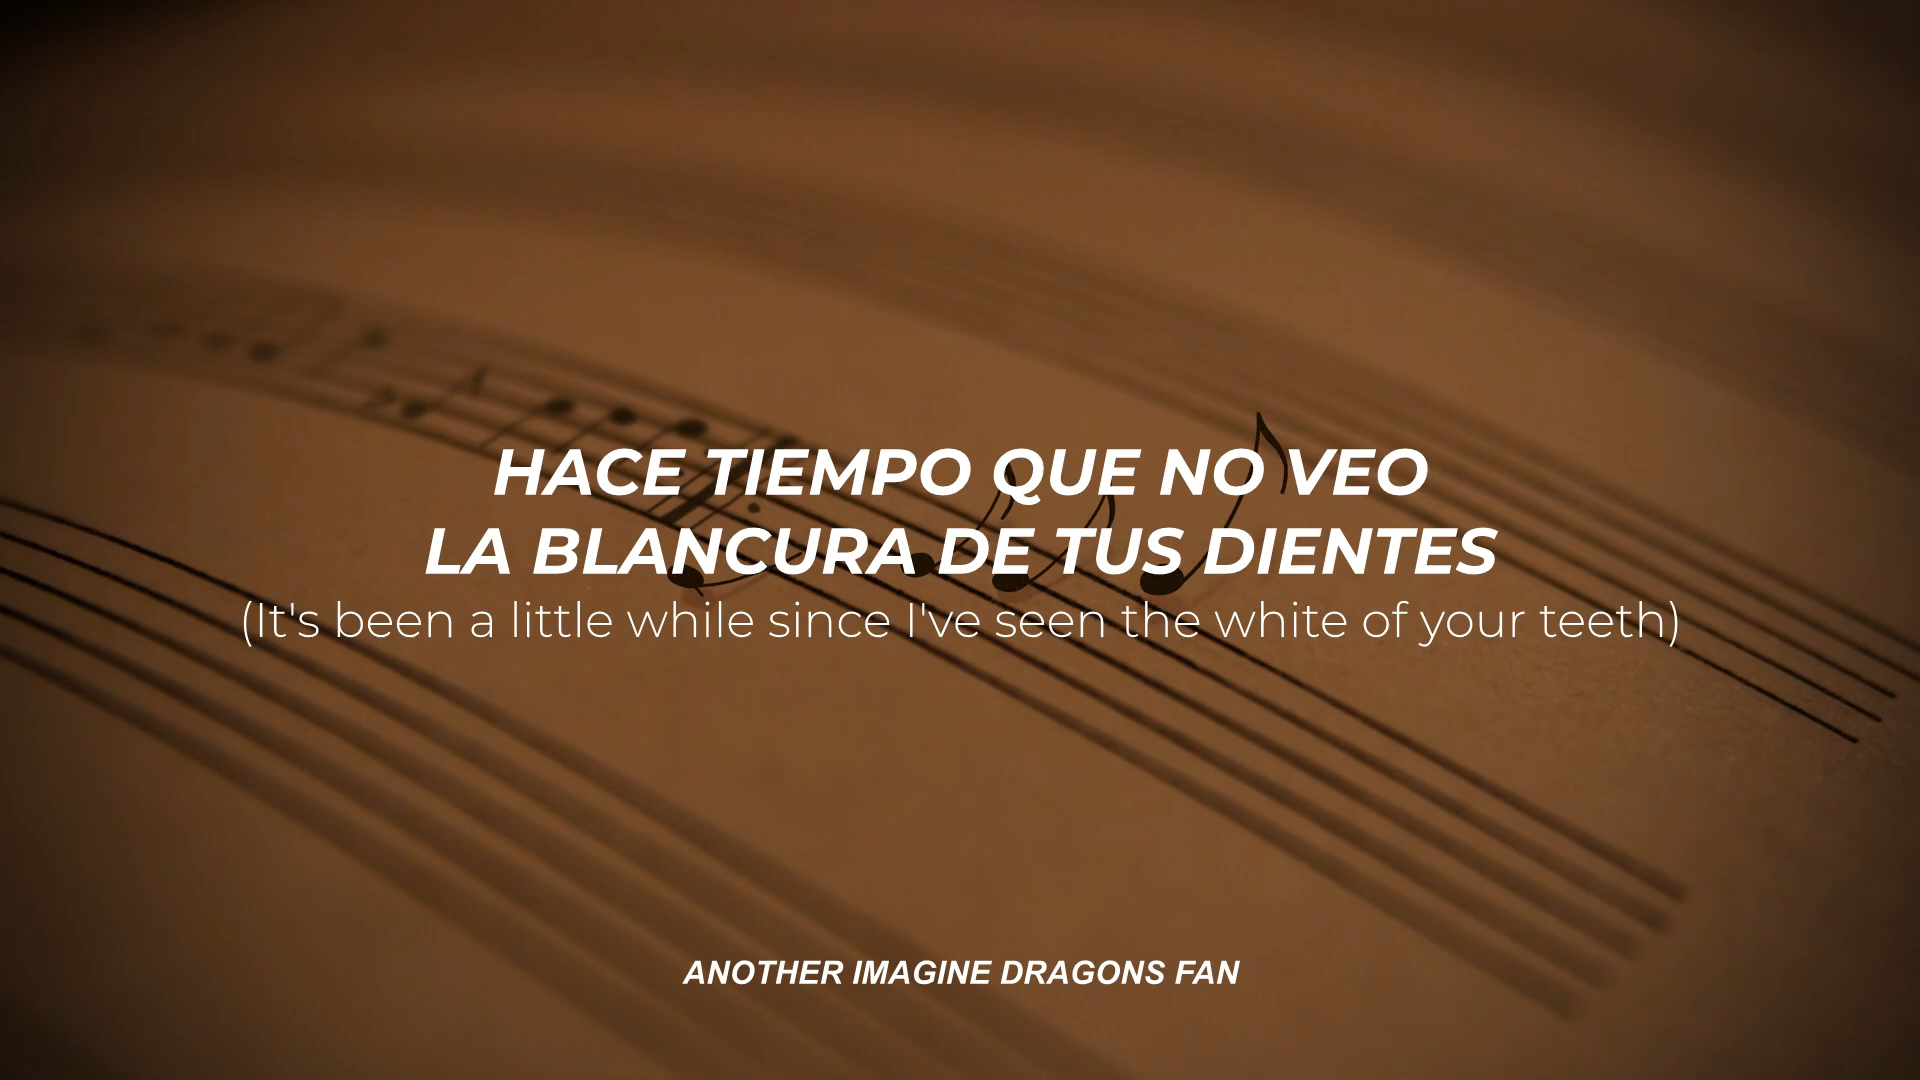 HACE TIEMPO QUE NO VEO
LA BLANCURA DE TUS DIENTES
(It's been a little while since I've seen the white of your teeth)
ANOTHER IMAGINE DRAGONS FAN